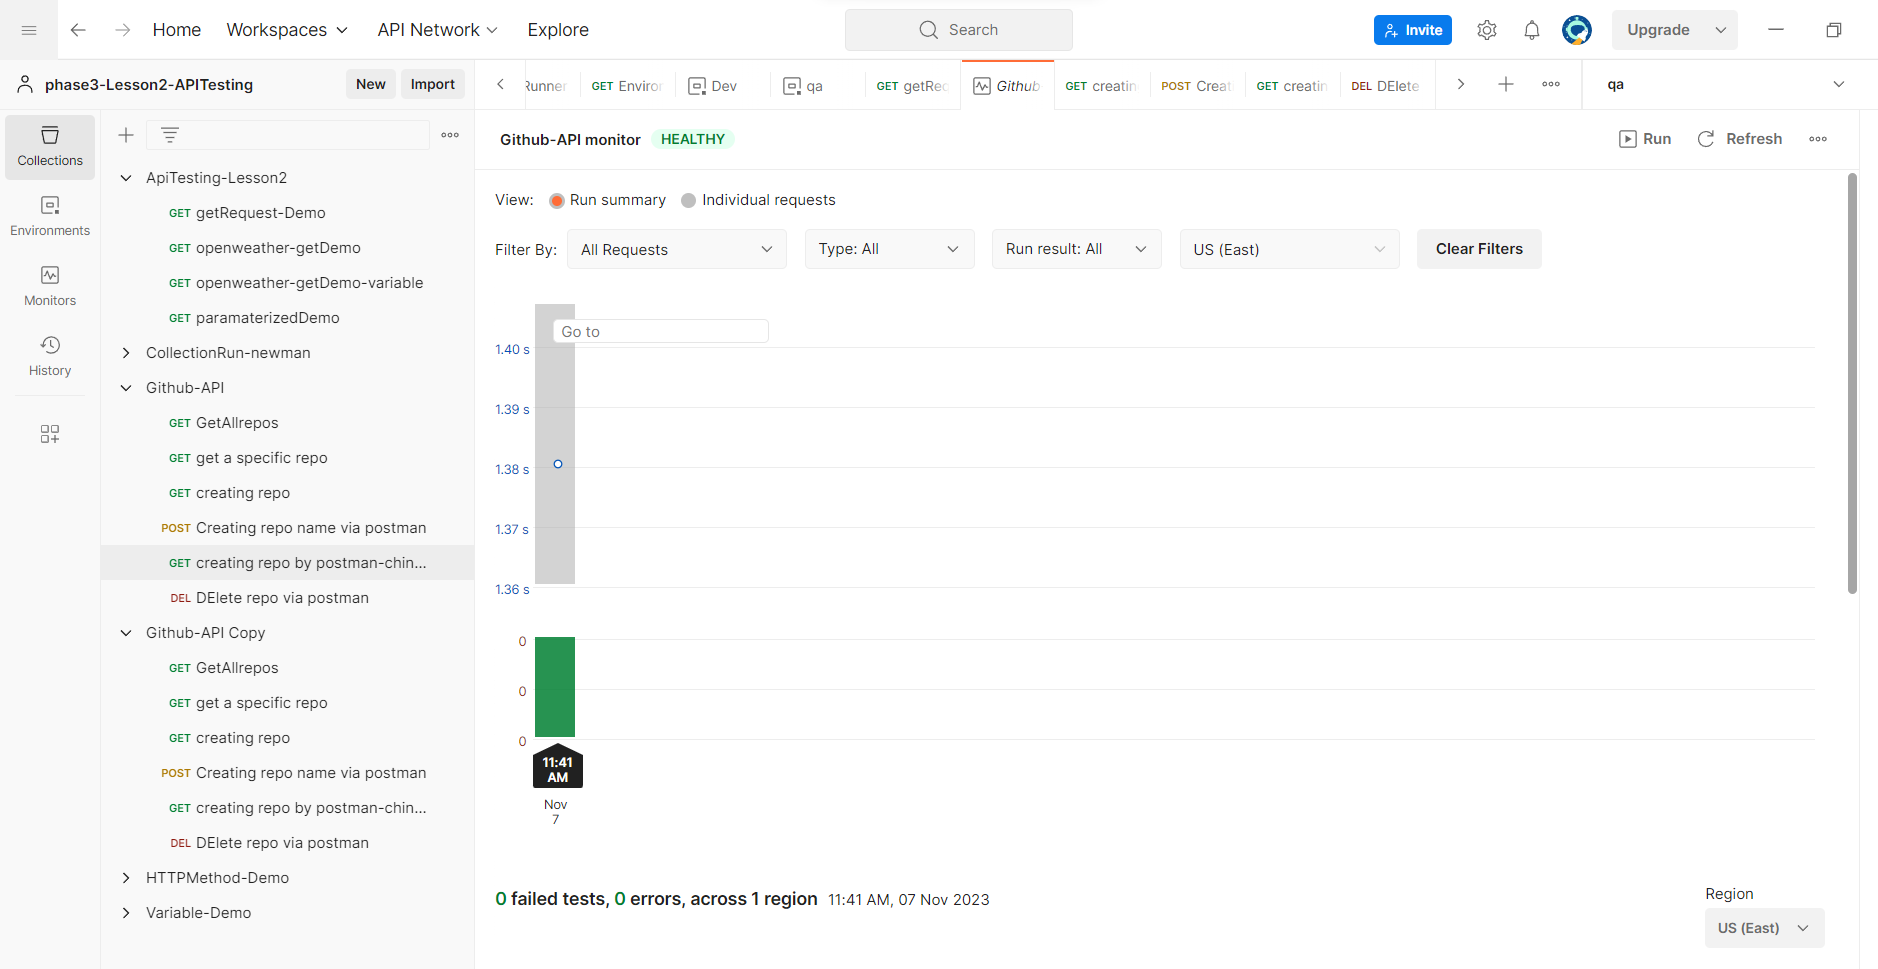 Home Workspaces API Network Explore Search Invite Upgrade
phase3-Lesson2-APITesting New Import
Runner GET Enviror Dev qa GET getRec Github GET creatin POST Creat GET creatin DEL DElete qa
Collections
Environments
Monitors
History
ApiTesting-Lesson2
GET getRequest-Demo
GET openweather-getDemo
GET openweather-getDemo-variable
GET paramaterizedDemo
CollectionRun-newman
Github-API
GET GetAllrepos
GET get a specific repo
GET creating repo
POST Creating repo name via postman
GET creating repo by postman-chin...
DEL DElete repo via postman
Github-API Copy
GET GetAllrepos
GET get a specific repo
GET creating repo
POST Creating repo name via postman
GET creating repo by postman-chin...
DEL DElete repo via postman
HTTPMethod-Demo
Variable-Demo
Github-API monitor HEALTHY Run Refresh
View: Run summary Individual requests
Filter By: All Requests Type: All Run result: All US (East) Clear Filters
Go to
1.40 s
1.39 s
1.38 s
1.37 s
1.36 s
0
0
0
11:41
AM
Nov
7
0 failed tests, 0 errors, across 1 region 11:41 AM, 07 Nov 2023
Region
US (East)